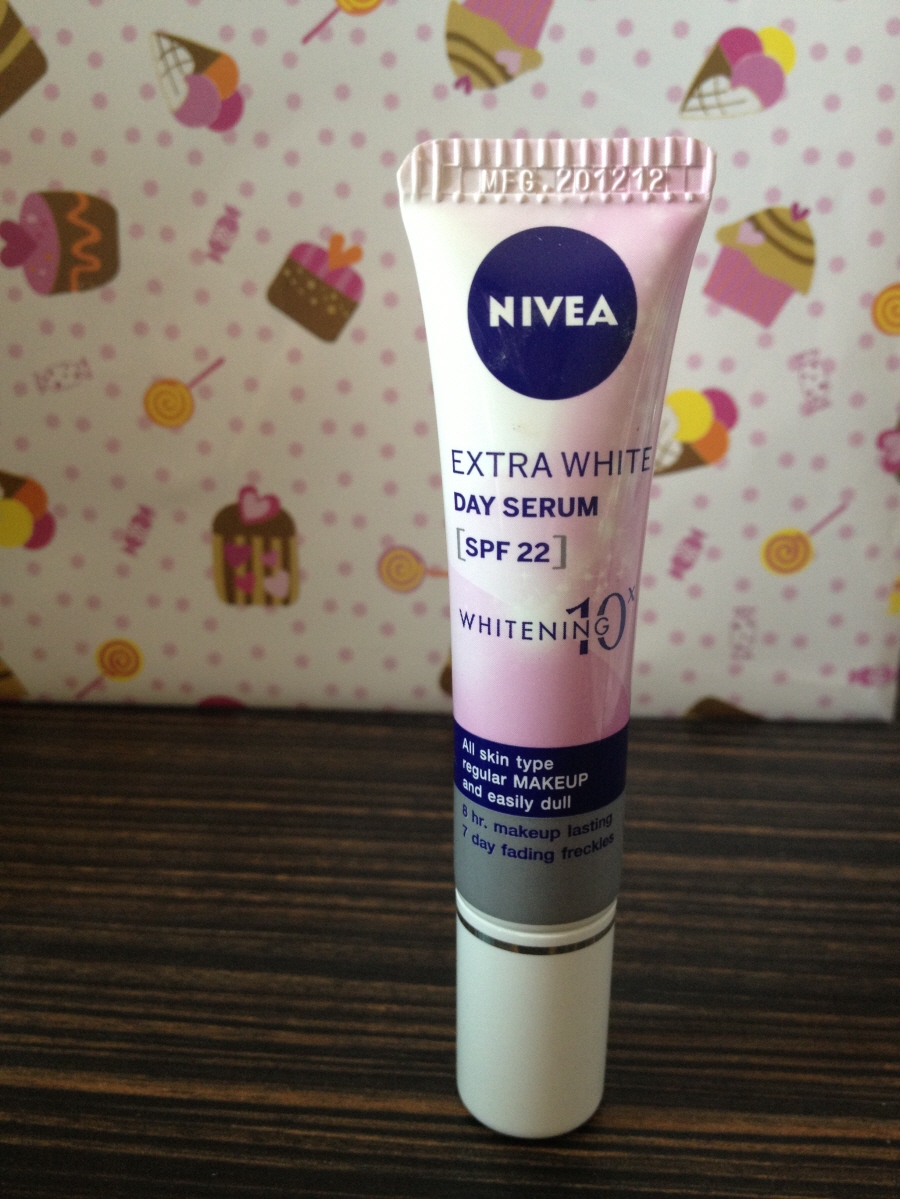 MFG.201212
NIVEA
EXTRA WHITE
DAY SERUM
[SPF 22]
WHITENING 10x
All skin type
regular MAKEUP
and easily dull
8 hr. makeup lasting
7 day fading freckles